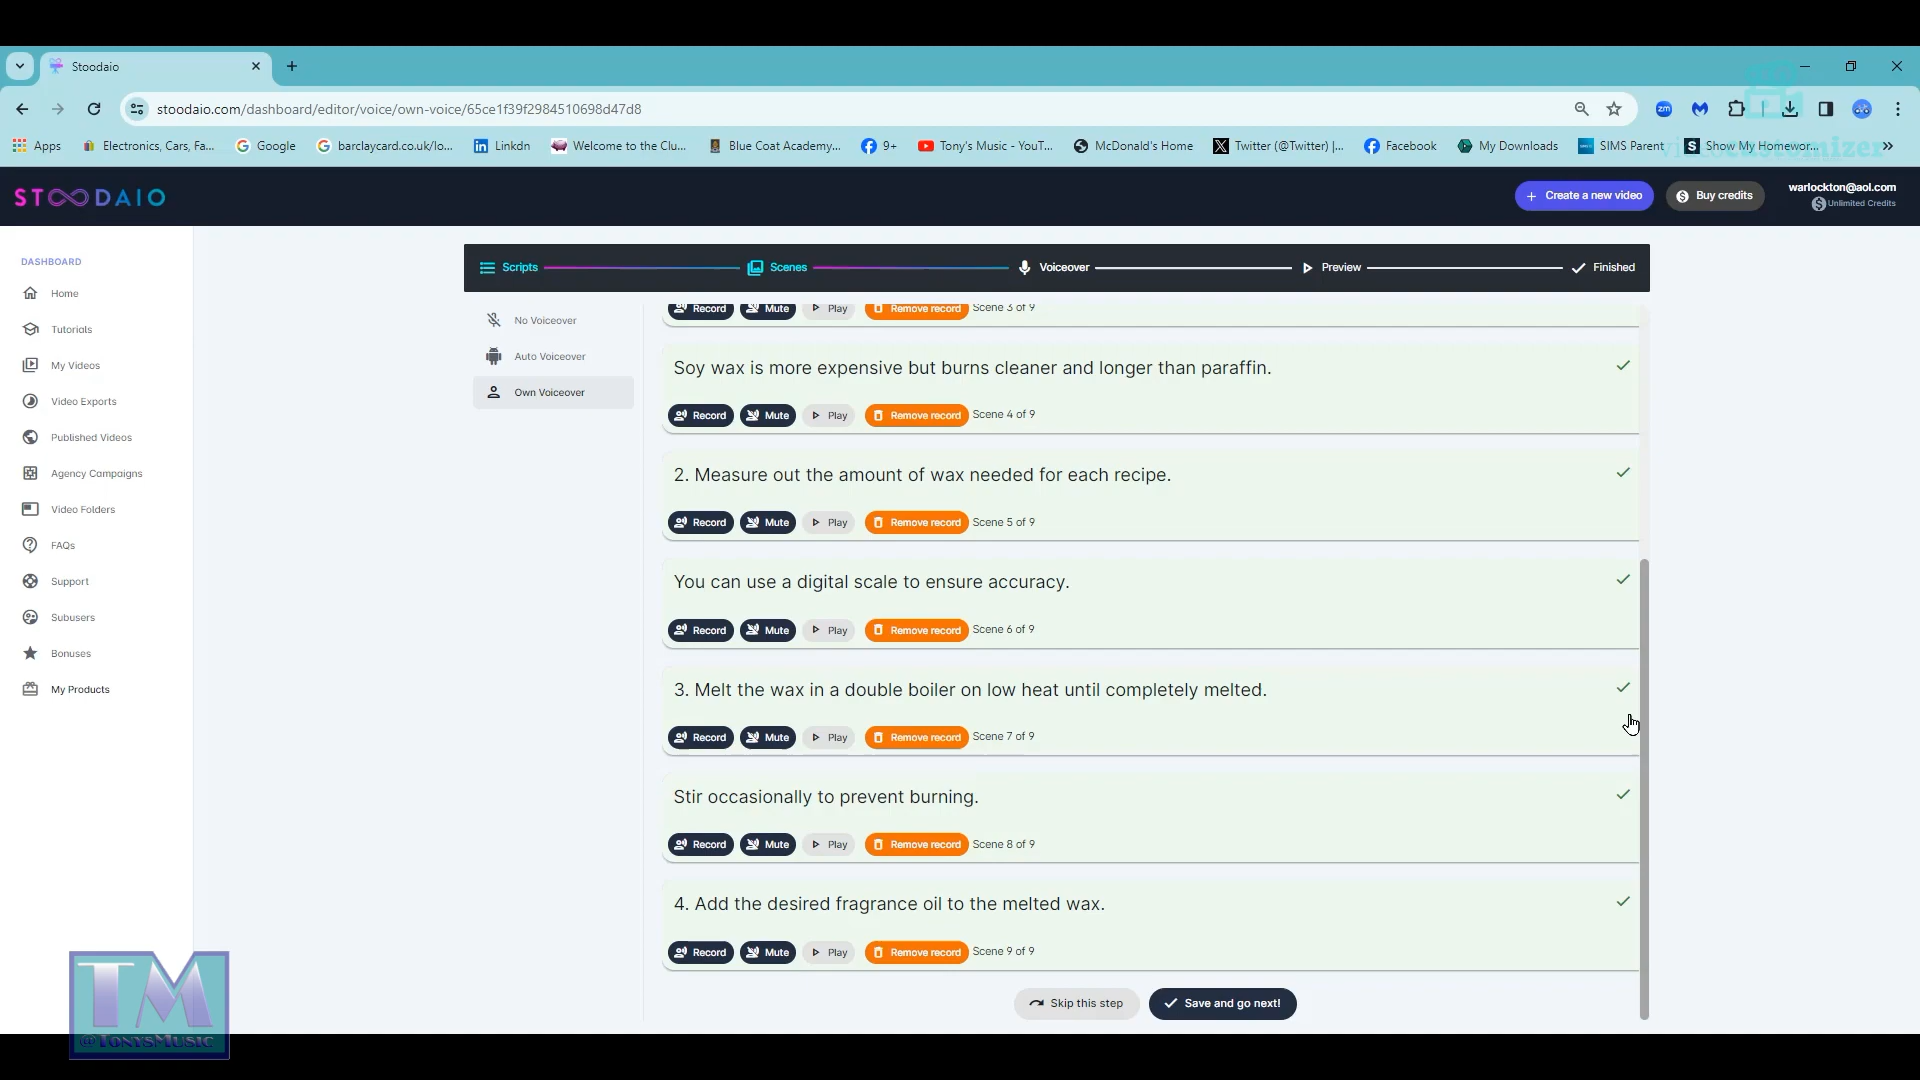 Stoodaio
stoodaio.com/dashboard/editor/voice/own-voice/65ce1f39f2984510698d47d8
zm
Apps Electronics, Cars, Fa... Google barclaycard.co.uk/lo... Linkdn Welcome to the Clu... Blue Coat Academy... 9+ Tony's Music - YouT... McDonald's Home Twitter (@Twitter) |... Facebook My Downloads SIMS Parent Show My Homewor... »
STOODAIO
Create a new video
Buy credits
warlockton@aol.com
Unlimited Credits
DASHBOARD
Home
Tutorials
My Videos
Video Exports
Published Videos
Agency Campaigns
Video Folders
FAQs
Support
Subusers
Bonuses
My Products
Scripts Scenes Voiceover Preview Finished
No Voiceover
Auto Voiceover
Own Voiceover
Record Mute Play Remove record Scene 3 of 9
Soy wax is more expensive but burns cleaner and longer than paraffin.
Record Mute Play Remove record Scene 4 of 9
2. Measure out the amount of wax needed for each recipe.
Record Mute Play Remove record Scene 5 of 9
You can use a digital scale to ensure accuracy.
Record Mute Play Remove record Scene 6 of 9
3. Melt the wax in a double boiler on low heat until completely melted.
Record Mute Play Remove record Scene 7 of 9
Stir occasionally to prevent burning.
Record Mute Play Remove record Scene 8 of 9
4. Add the desired fragrance oil to the melted wax.
Record Mute Play Remove record Scene 9 of 9
Skip this step Save and go next!
TM
@TonysMusic